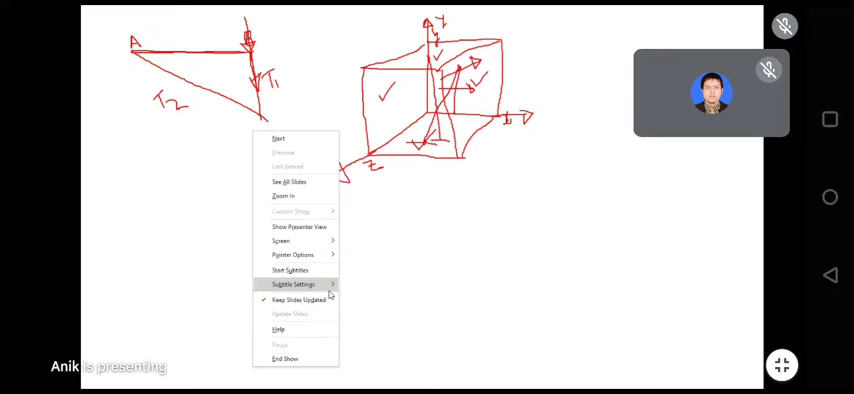 A
B
T1
T2
Y
y
Z
Next
Previous
Last Viewed
See All Slides
Zoom In
Custom Show
Show Presenter View
Screen
Pointer Options
Start Subtitles
Subtitle Settings
Keep Slides Updated
Update Slides
Help
Pause
End Show
Anik is presenting